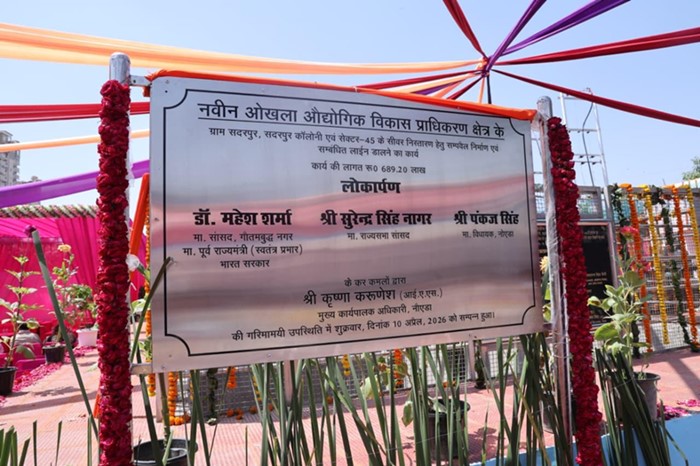 नवीन ओखला औद्योगिक विकास प्राधिकरण क्षेत्र के
ग्राम सदरपुर, सदरपुर कॉलोनी एवं सेक्टर-45 के सीवर निस्तारण हेतु सम्पवेल निर्माण एवं
सम्बंधित लाईन डालने का कार्य
कार्य की लागत रू0 689.20 लाख
लोकार्पण
डॉ. महेश शर्मा श्री सुरेन्द्र सिंह नागर श्री पंकज सिंह
मा. सांसद, गौतमबुद्ध नगर मा. राज्यसभा सांसद मा. विधायक, नोएडा
मा. पूर्व राज्यमंत्री (स्वतंत्र प्रभार)
भारत सरकार
के कर कमलों द्वारा
श्री कृष्णा करूणेश (आई.ए.एस.)
मुख्य कार्यपालक अधिकारी, नोएडा
की गरिमामयी उपस्थिति में शुक्रवार, दिनांक 10 अप्रैल, 2026 को सम्पन्न हुआ।